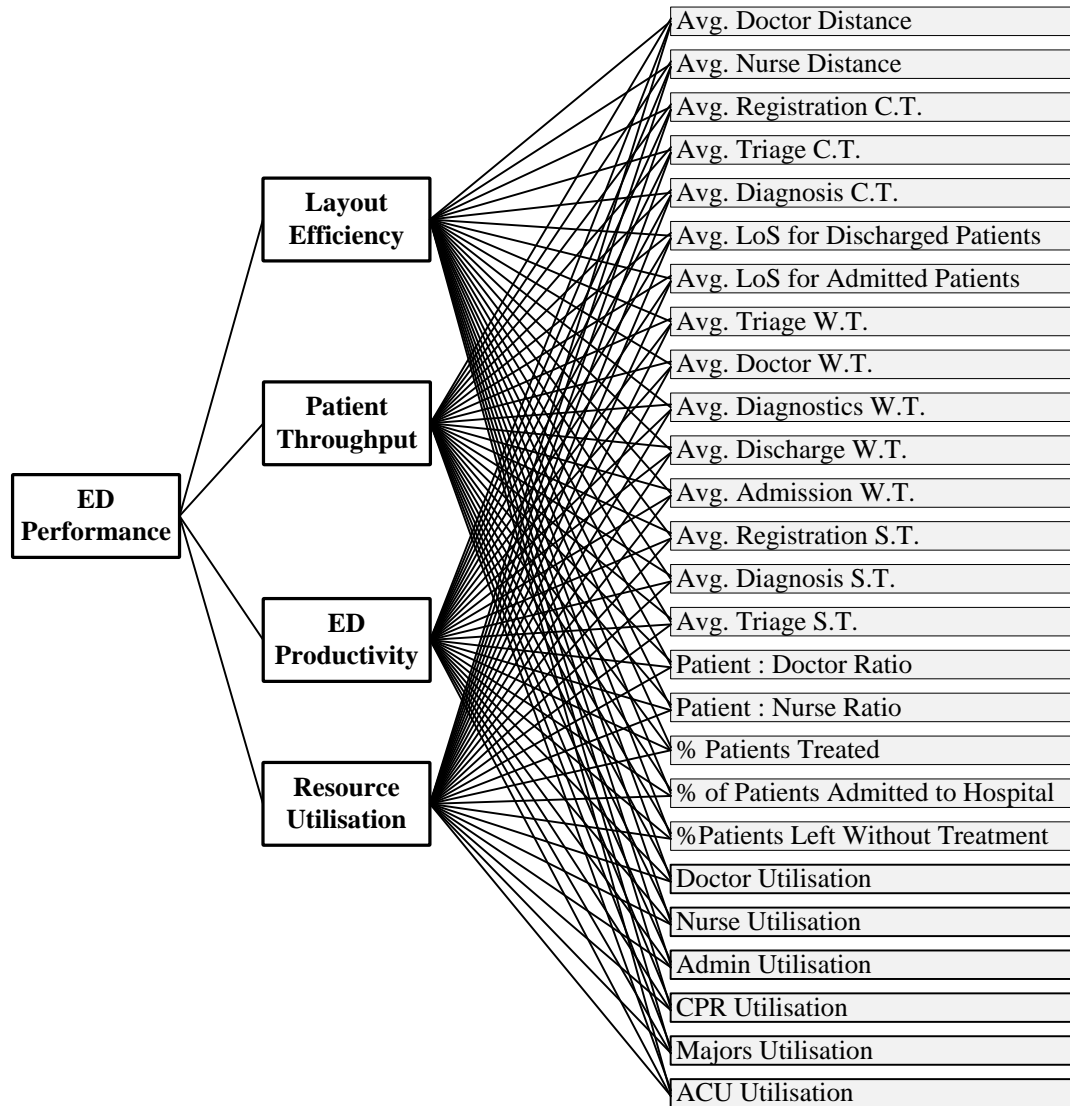 ED
Performance
Layout
Efficiency
Patient
Throughput
ED
Productivity
Resource
Utilisation
Avg. Doctor Distance
Avg. Nurse Distance
Avg. Registration C.T.
Avg. Triage C.T.
Avg. Diagnosis C.T.
Avg. LoS for Discharged Patients
Avg. LoS for Admitted Patients
Avg. Triage W.T.
Avg. Doctor W.T.
Avg. Diagnostics W.T.
Avg. Discharge W.T.
Avg. Admission W.T.
Avg. Registration S.T.
Avg. Diagnosis S.T.
Avg. Triage S.T.
Patient : Doctor Ratio
Patient : Nurse Ratio
% Patients Treated
% of Patients Admitted to Hospital
%Patients Left Without Treatment
Doctor Utilisation
Nurse Utilisation
Admin Utilisation
CPR Utilisation
Majors Utilisation
ACU Utilisation